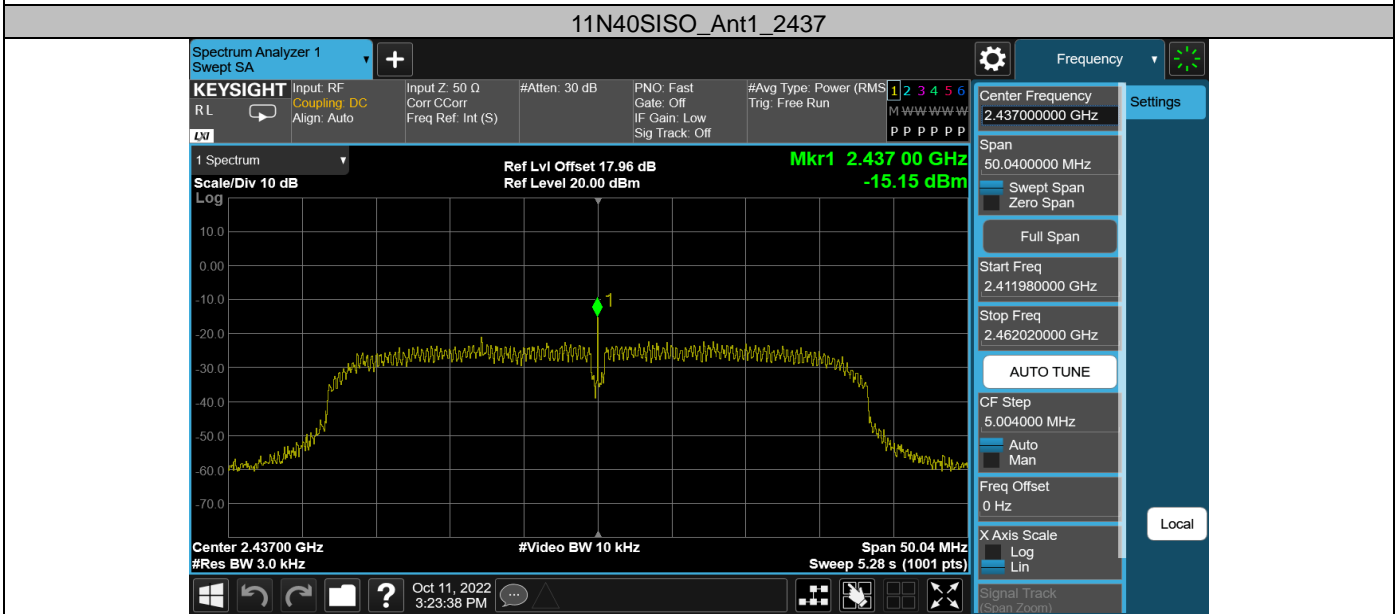 11N40SISO_Ant1_2437
Spectrum Analyzer 1
Swept SA
Frequency
KEYSIGHT
RL
LXI
Input: RF
Coupling: DC
Align: Auto
Input Z: 50 Ω
Corr CCorr
Freq Ref: Int (S)
#Atten: 30 dB
PNO: Fast
Gate: Off
IF Gain: Low
Sig Track: Off
#Avg Type: Power (RMS
Trig: Free Run
1 2 3 4 5 6
M W W W W W
P P P P P P
Center Frequency
2.437000000 GHz
Settings
Span
50.0400000 MHz
Swept Span
Zero Span
Full Span
Start Freq
2.411980000 GHz
Stop Freq
2.462020000 GHz
AUTO TUNE
CF Step
5.004000 MHz
Auto
Man
Freq Offset
0 Hz
X Axis Scale
Log
Lin
Signal Track
(Span Zoom)
Local
1 Spectrum
Scale/Div 10 dB
Log
Ref Lvl Offset 17.96 dB
Ref Level 20.00 dBm
Mkr1 2.437 00 GHz
-15.15 dBm
10.0
0.00
-10.0
-20.0
-30.0
-40.0
-50.0
-60.0
-70.0
1
Center 2.43700 GHz
#Res BW 3.0 kHz
#Video BW 10 kHz
Span 50.04 MHz
Sweep 5.28 s (1001 pts)
?
Oct 11, 2022
3:23:38 PM